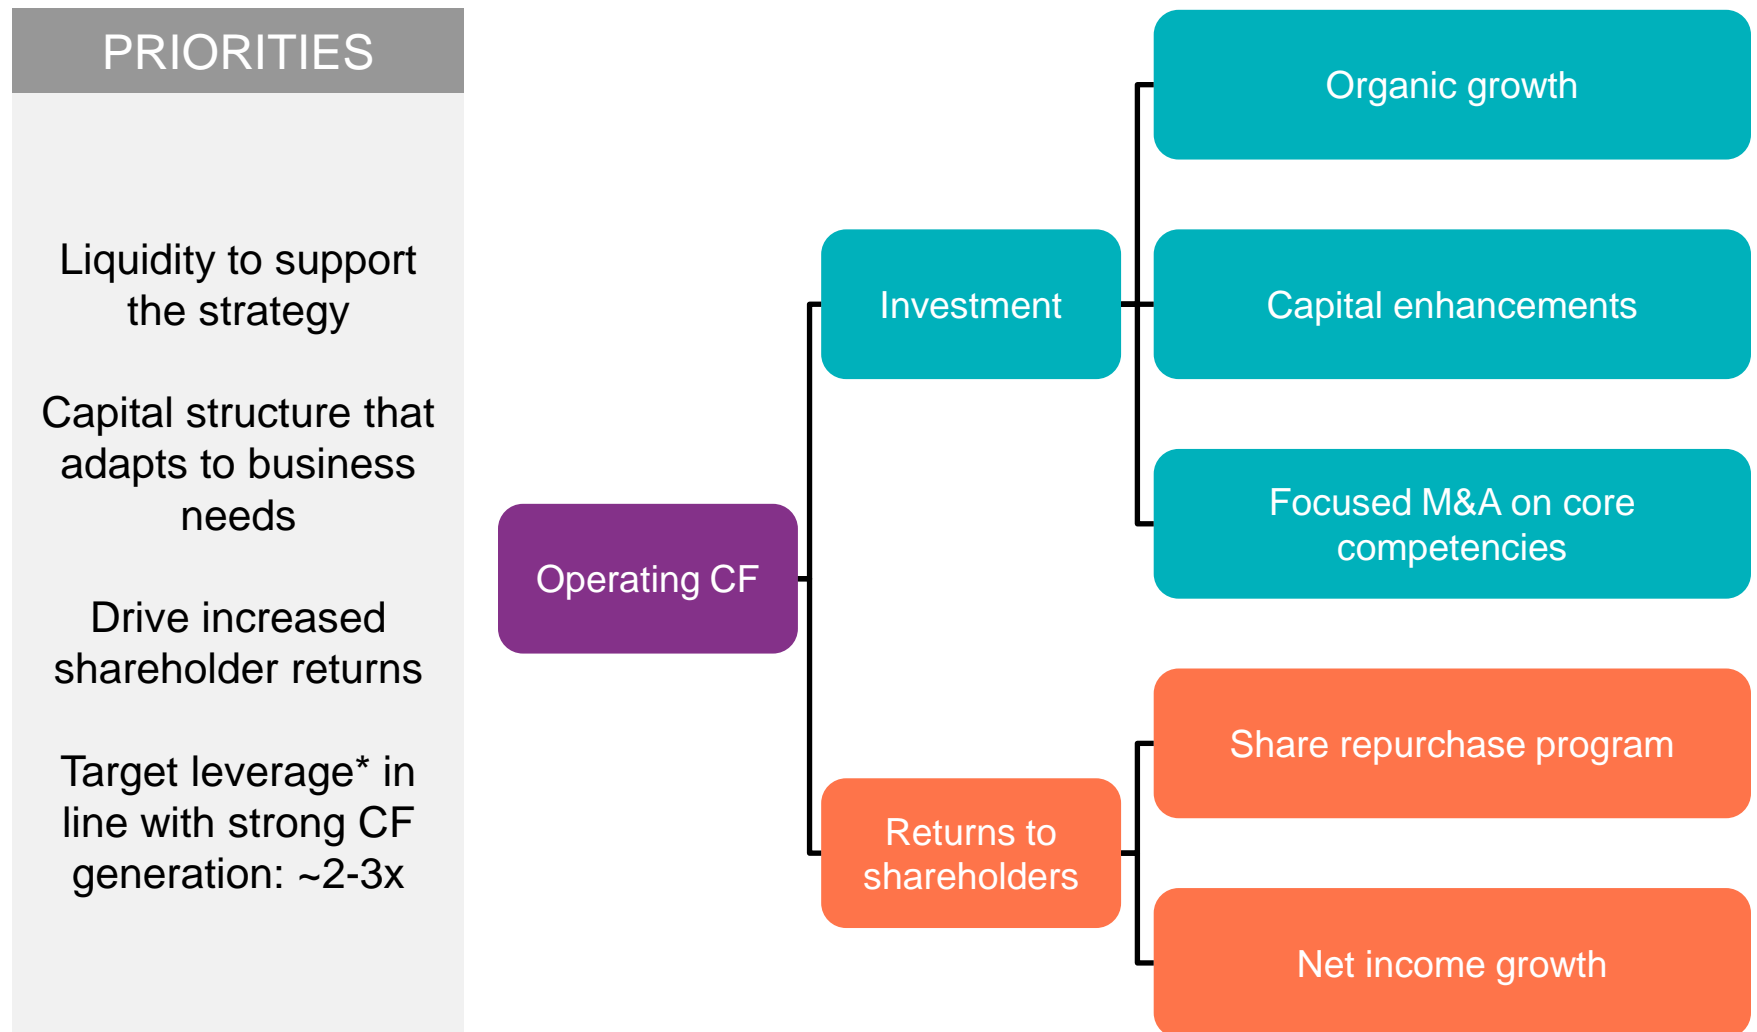 PRIORITIES
Liquidity to support
the strategy
Capital structure that
adapts to business
needs
Drive increased
shareholder returns
Target leverage* in
line with strong CF
generation: ~2-3x
Operating CF
Investment
Organic growth
Capital enhancements
Focused M&A on core
competencies
Returns to
shareholders
Share repurchase program
Net income growth